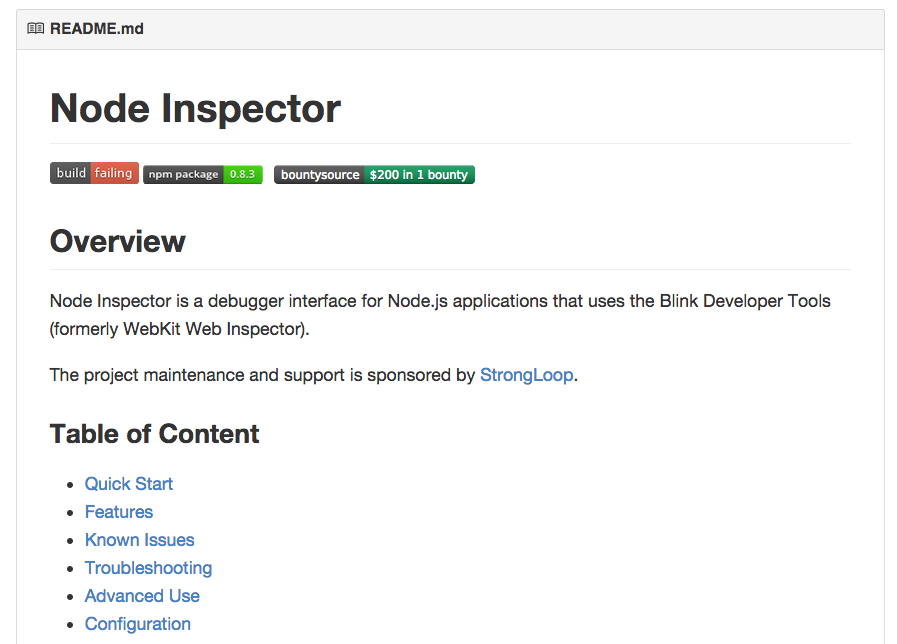 README.md
Node Inspector
build failing npm package 0.8.3 bountysource $200 in 1 bounty
Overview
Node Inspector is a debugger interface for Node.js applications that uses the Blink Developer Tools
(formerly WebKit Web Inspector).
The project maintenance and support is sponsored by StrongLoop.
Table of Content
Quick Start
Features
Known Issues
Troubleshooting
Advanced Use
Configuration